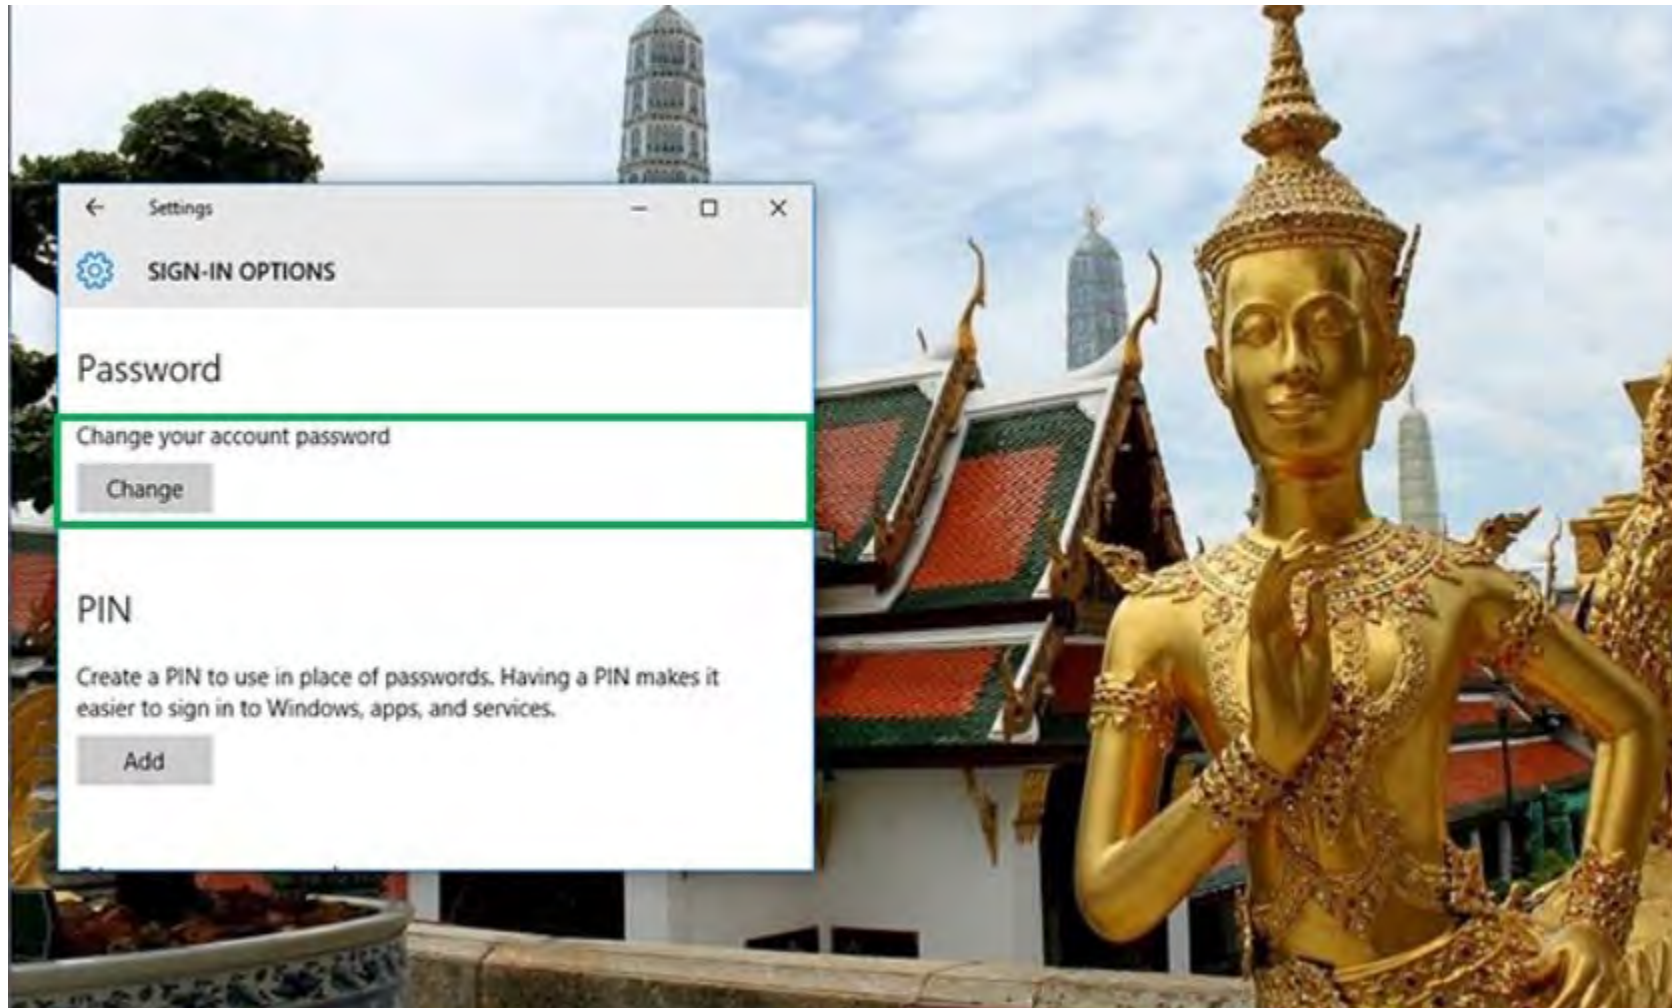 Settings
SIGN-IN OPTIONS
Password
Change your account password
Change
PIN
Create a PIN to use in place of passwords. Having a PIN makes it
easier to sign in to Windows, apps, and services.
Add